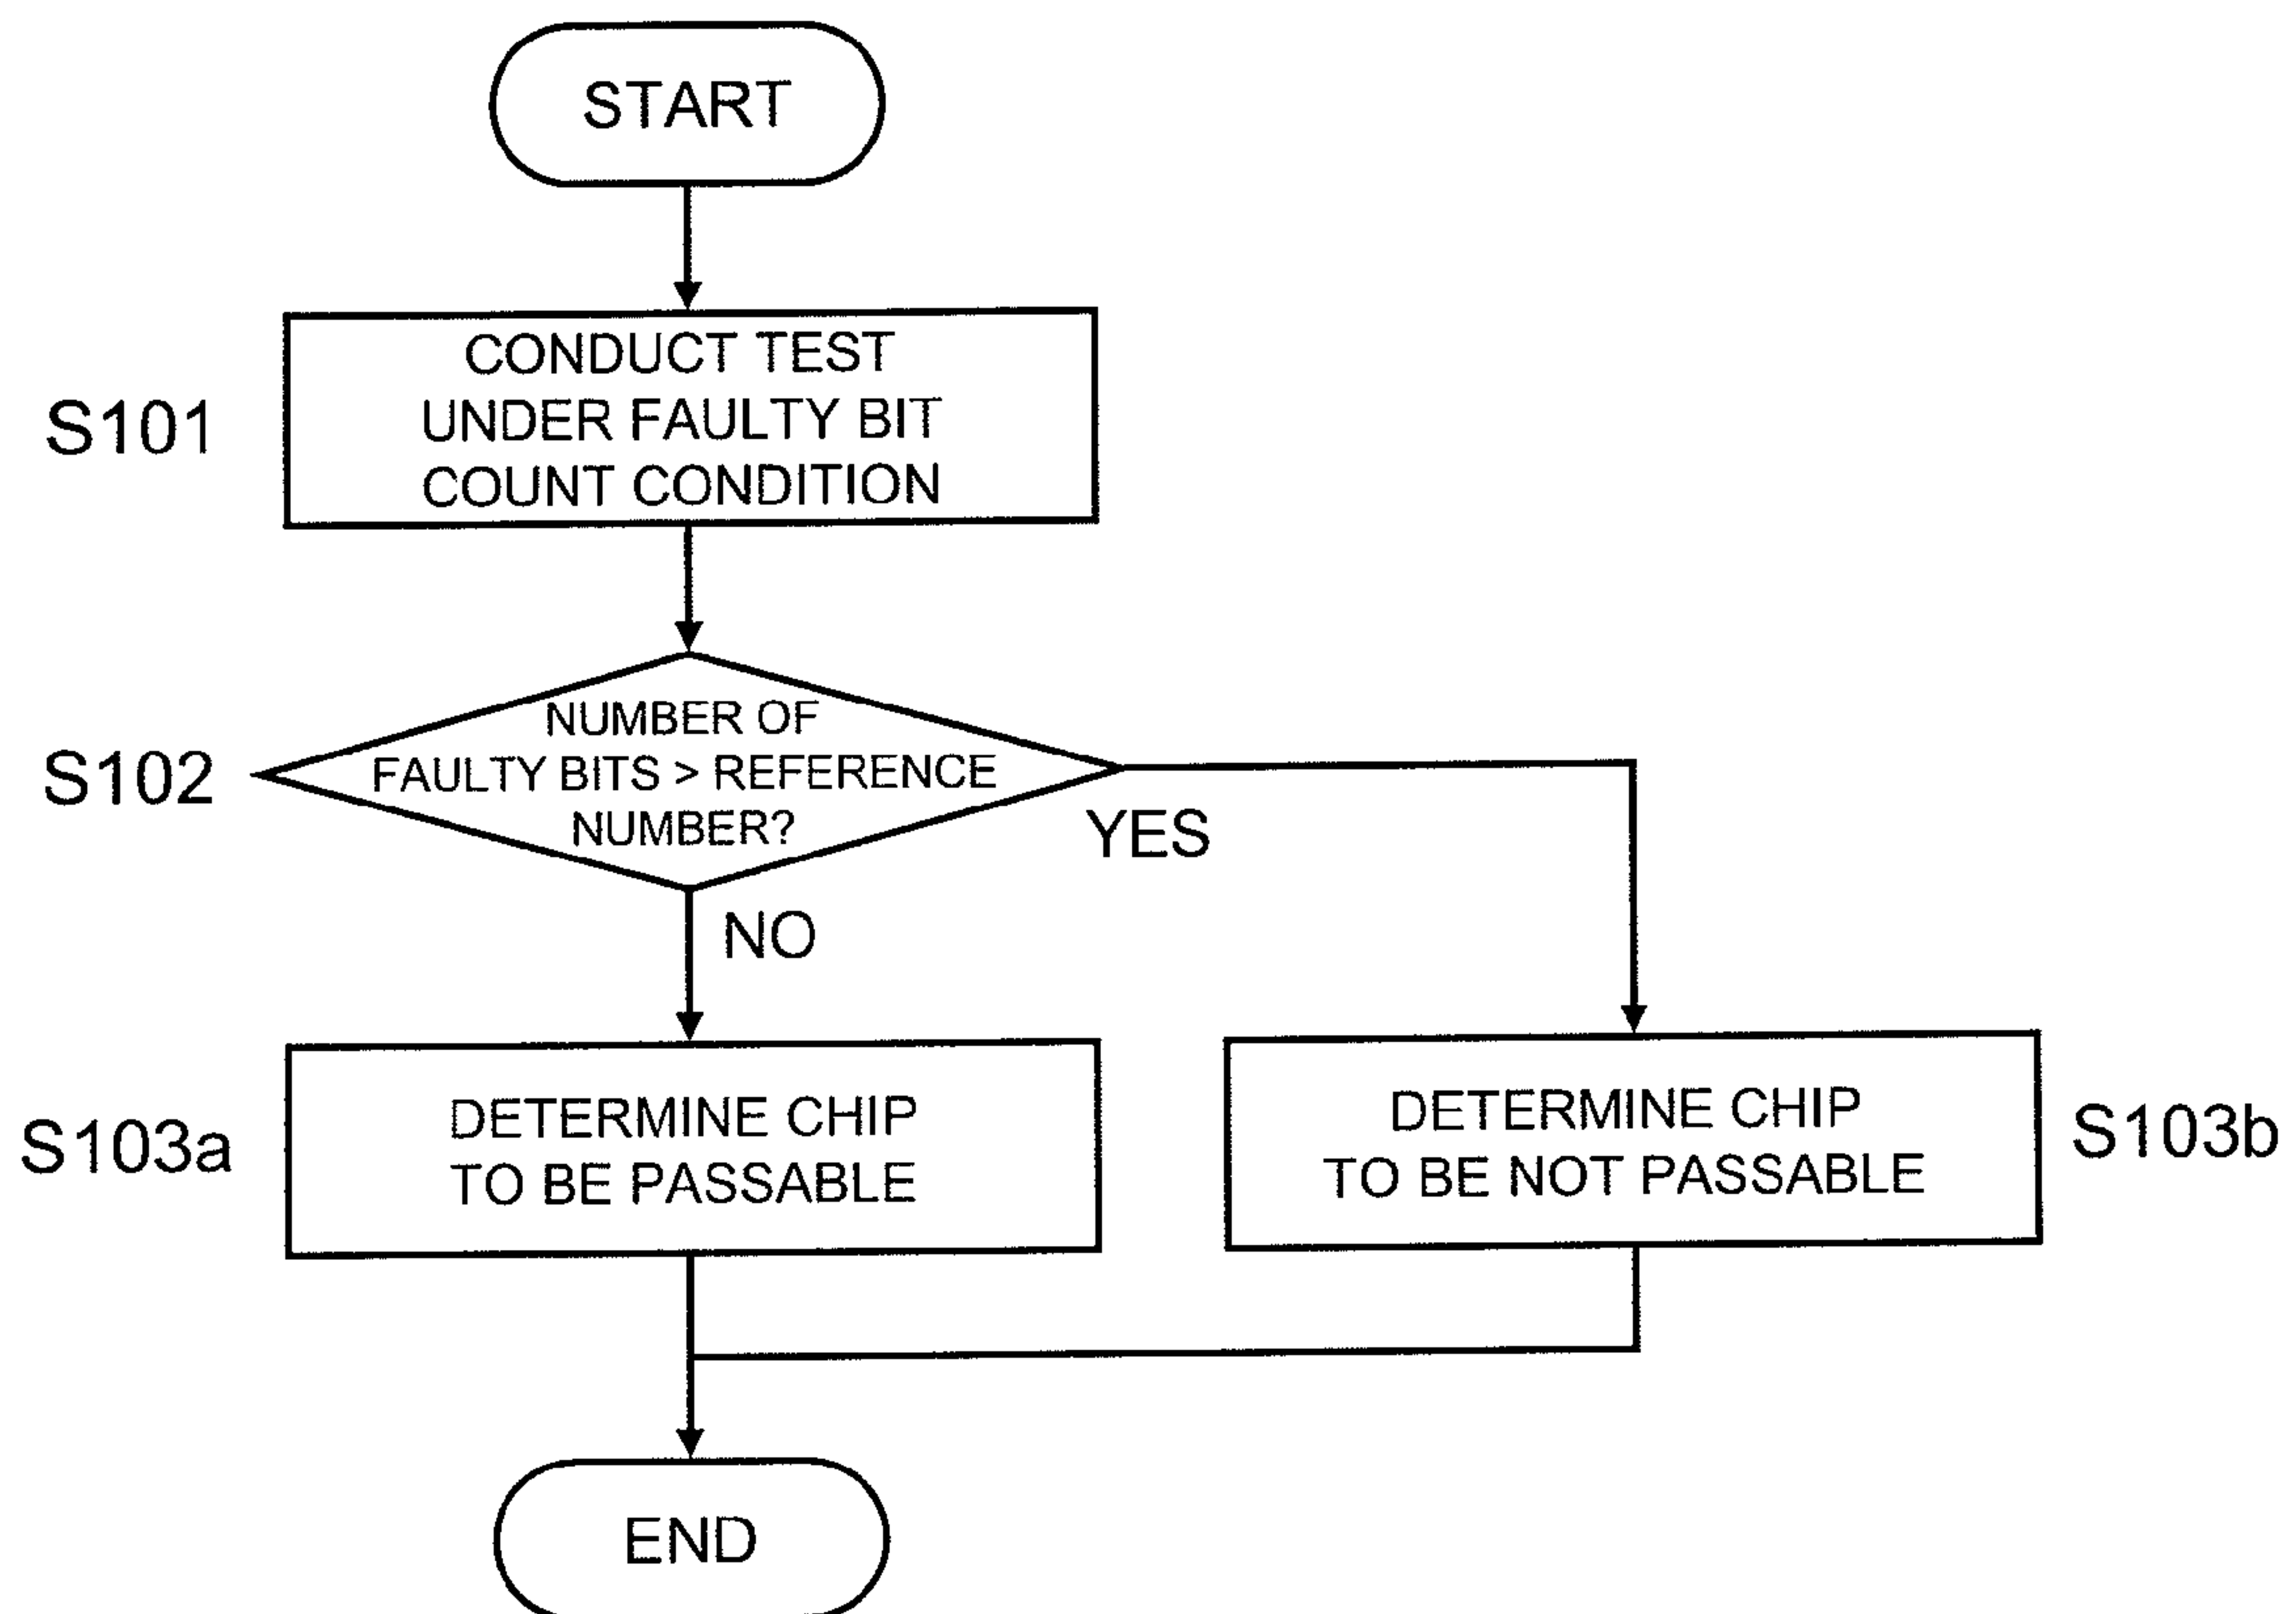 START
S101
CONDUCT TEST
UNDER FAULTY BIT
COUNT CONDITION
S102
NUMBER OF
FAULTY BITS > REFERENCE
NUMBER?
YES
NO
S103a
DETERMINE CHIP
TO BE PASSABLE
DETERMINE CHIP
TO BE NOT PASSABLE
S103b
END